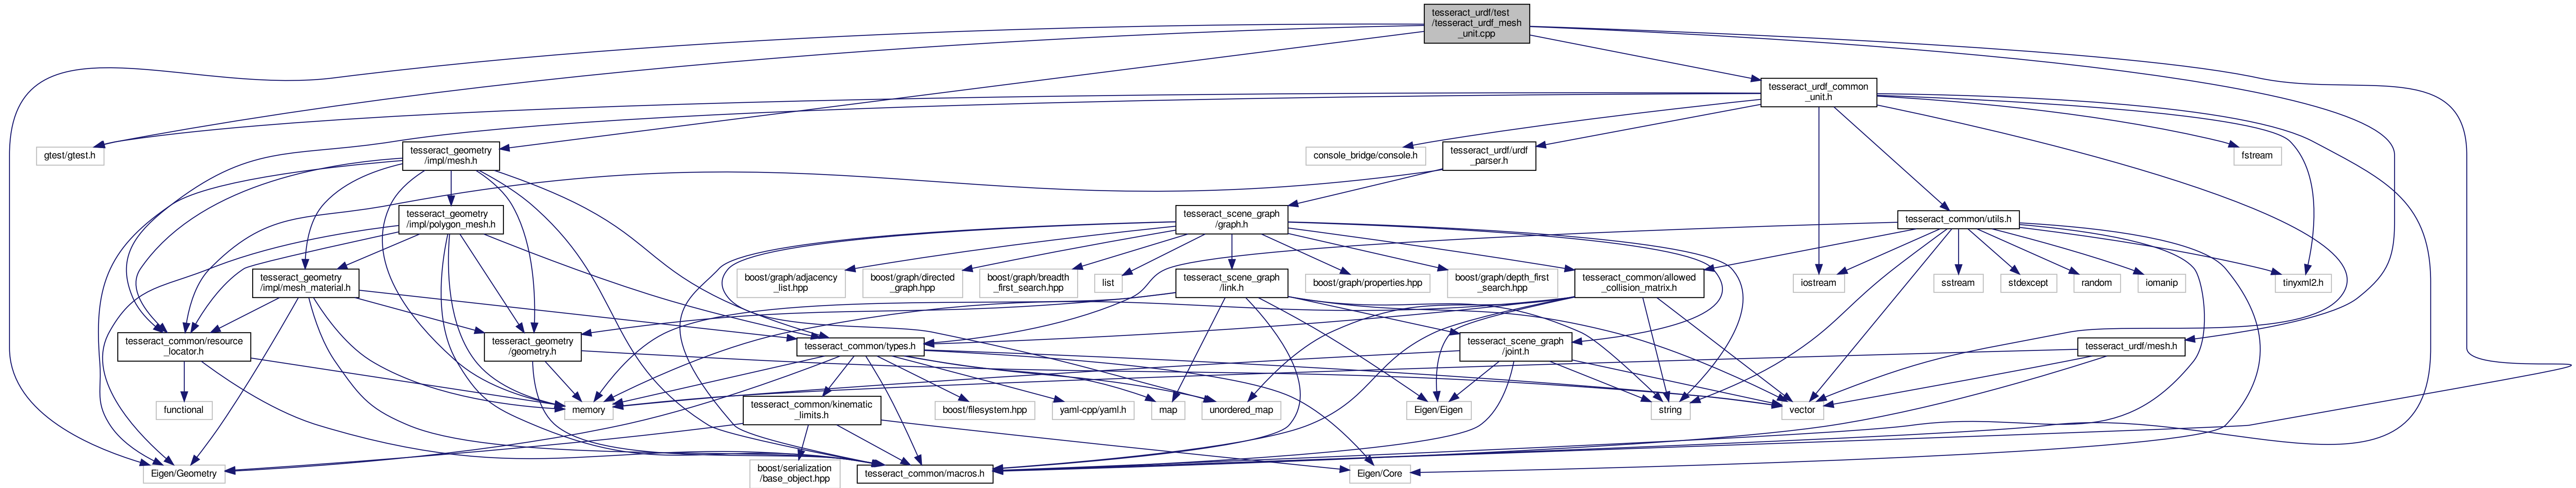 tesseract_urdf/test
/tesseract_urdf_mesh
_unit.cpp
tesseract_urdf_common
_unit.h
gtest/gtest.h
tesseract_geometry
/impl/mesh.h
console_bridge/console.h
tesseract_urdf/urdf
_parser.h
fstream
tesseract_geometry
/impl/polygon_mesh.h
tesseract_scene_graph
/graph.h
tesseract_common/utils.h
tesseract_geometry
/impl/mesh_material.h
boost/graph/adjacency
_list.hpp
boost/graph/directed
_graph.hpp
boost/graph/breadth
_first_search.hpp
list
tesseract_scene_graph
/link.h
boost/graph/properties.hpp
boost/graph/depth_first
_search.hpp
tesseract_common/allowed
_collision_matrix.h
iostream
sstream
stdexcept
random
iomanip
tinyxml2.h
tesseract_common/resource
_locator.h
tesseract_geometry
/geometry.h
tesseract_common/types.h
tesseract_scene_graph
/joint.h
tesseract_urdf/mesh.h
functional
memory
tesseract_common/kinematic
_limits.h
boost/filesystem.hpp
yaml-cpp/yaml.h
map
unordered_map
Eigen/Eigen
string
vector
Eigen/Geometry
boost/serialization
/base_object.hpp
tesseract_common/macros.h
Eigen/Core